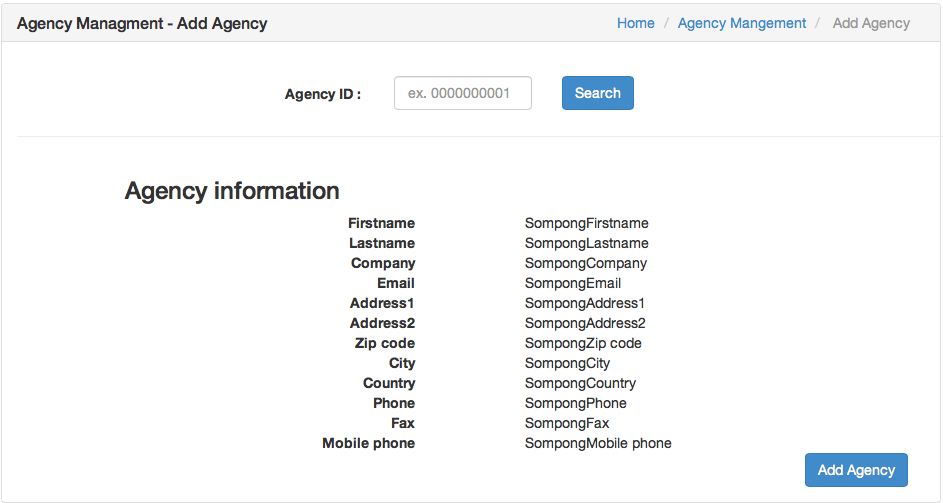 Agency Managment - Add Agency Home / Agency Mangement / Add Agency
Agency ID : ex. 0000000001 Search
Agency information
Firstname SompongFirstname
Lastname SompongLastname
Company SompongCompany
Email SompongEmail
Address1 SompongAddress1
Address2 SompongAddress2
Zip code SompongZip code
City SompongCity
Country SompongCountry
Phone SompongPhone
Fax SompongFax
Mobile phone SompongMobile phone
Add Agency